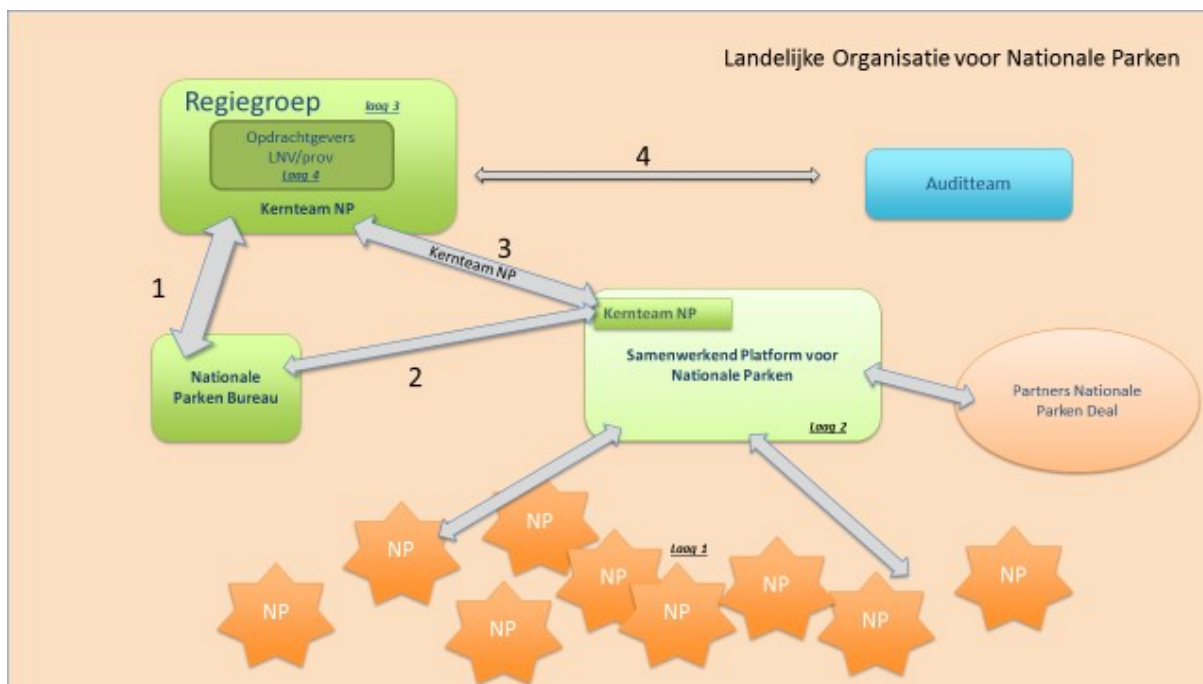 Landelijke Organisatie voor Nationale Parken
Regiegroep
laag 3
Opdrachtgevers
LNV/prov
Laag 4
Kernteam NP
4
Auditteam
1
3
Kernteam NP
2
Nationale
Parken Bureau
Kernteam NP
Samenwerkend Platform voor
Nationale Parken
Laag 2
Partners Nationale
Parken Deal
Laag 1
NP
NP
NP
NP
NP
NP
NP
NP
NP